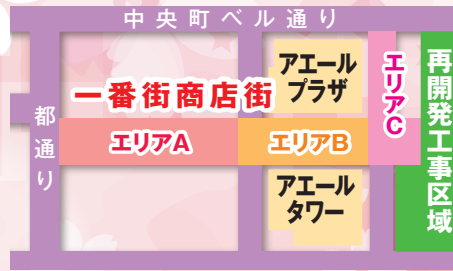 中央町ベル通り
アエール
プラザ
一番街商店街
エリアC
再開発工事区域
都通り
エリアA
エリアB
アエール
タワー